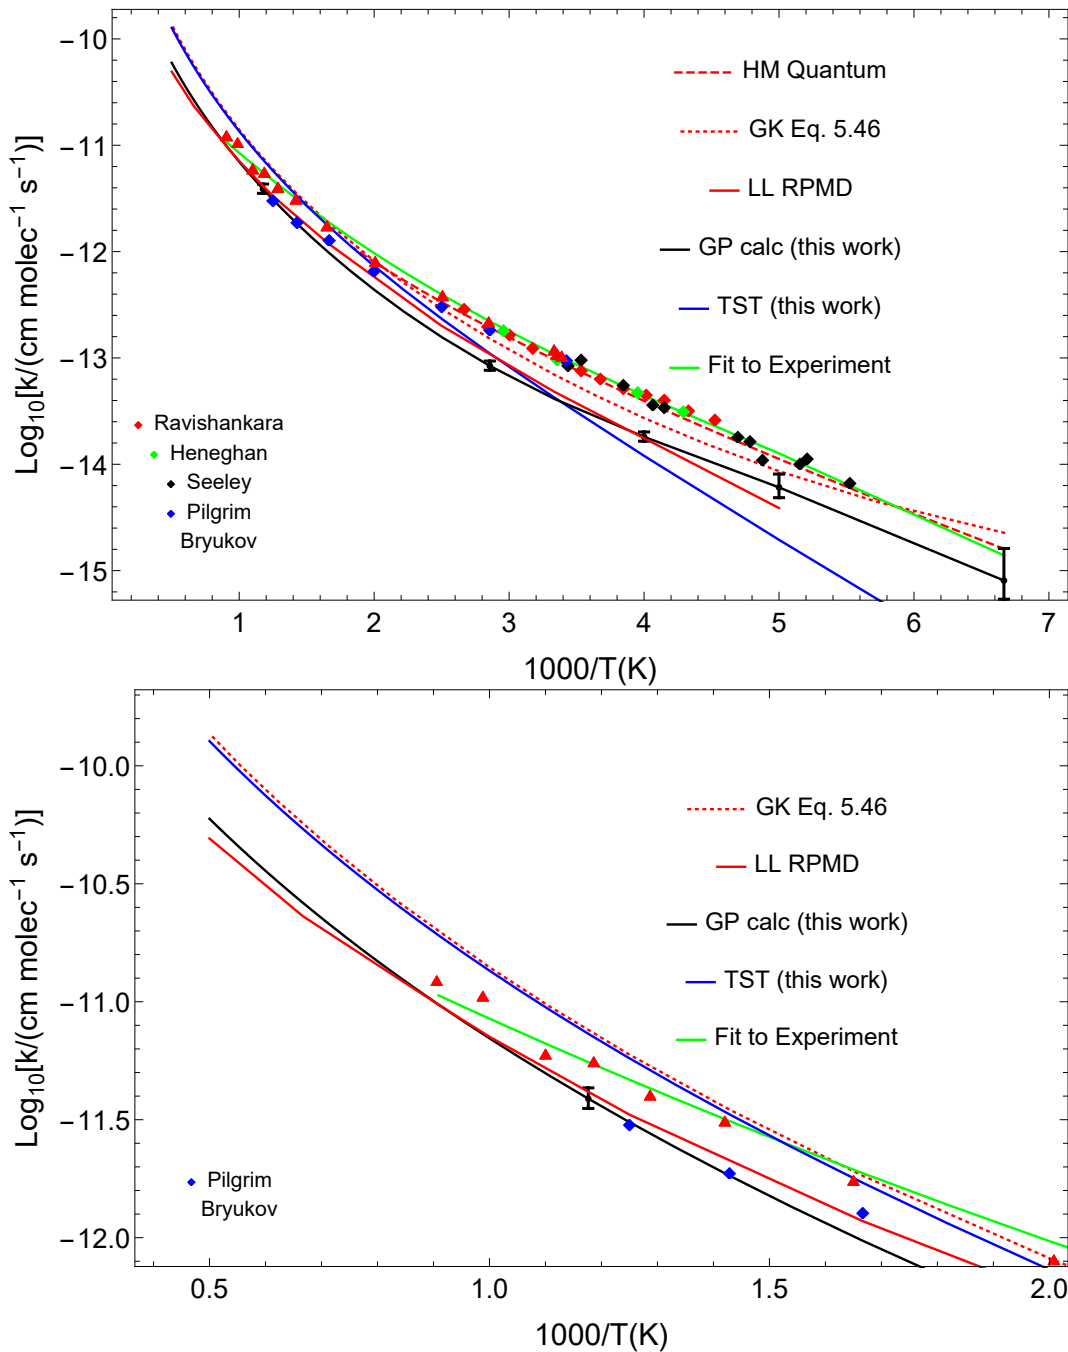 −10
−11
−12
−13
−14
−15
Log₁₀[k/(cm molec⁻¹ s⁻¹)]
HM Quantum
GK Eq. 5.46
LL RPMD
GP calc (this work)
TST (this work)
Fit to Experiment
Ravishankara
Heneghan
Seeley
Pilgrim
Bryukov
1 2 3 4 5 6 7
1000/T(K)
−10.0
−10.5
−11.0
−11.5
−12.0
Log₁₀[k/(cm molec⁻¹ s⁻¹)]
GK Eq. 5.46
LL RPMD
GP calc (this work)
TST (this work)
Fit to Experiment
Pilgrim
Bryukov
0.5 1.0 1.5 2.0
1000/T(K)